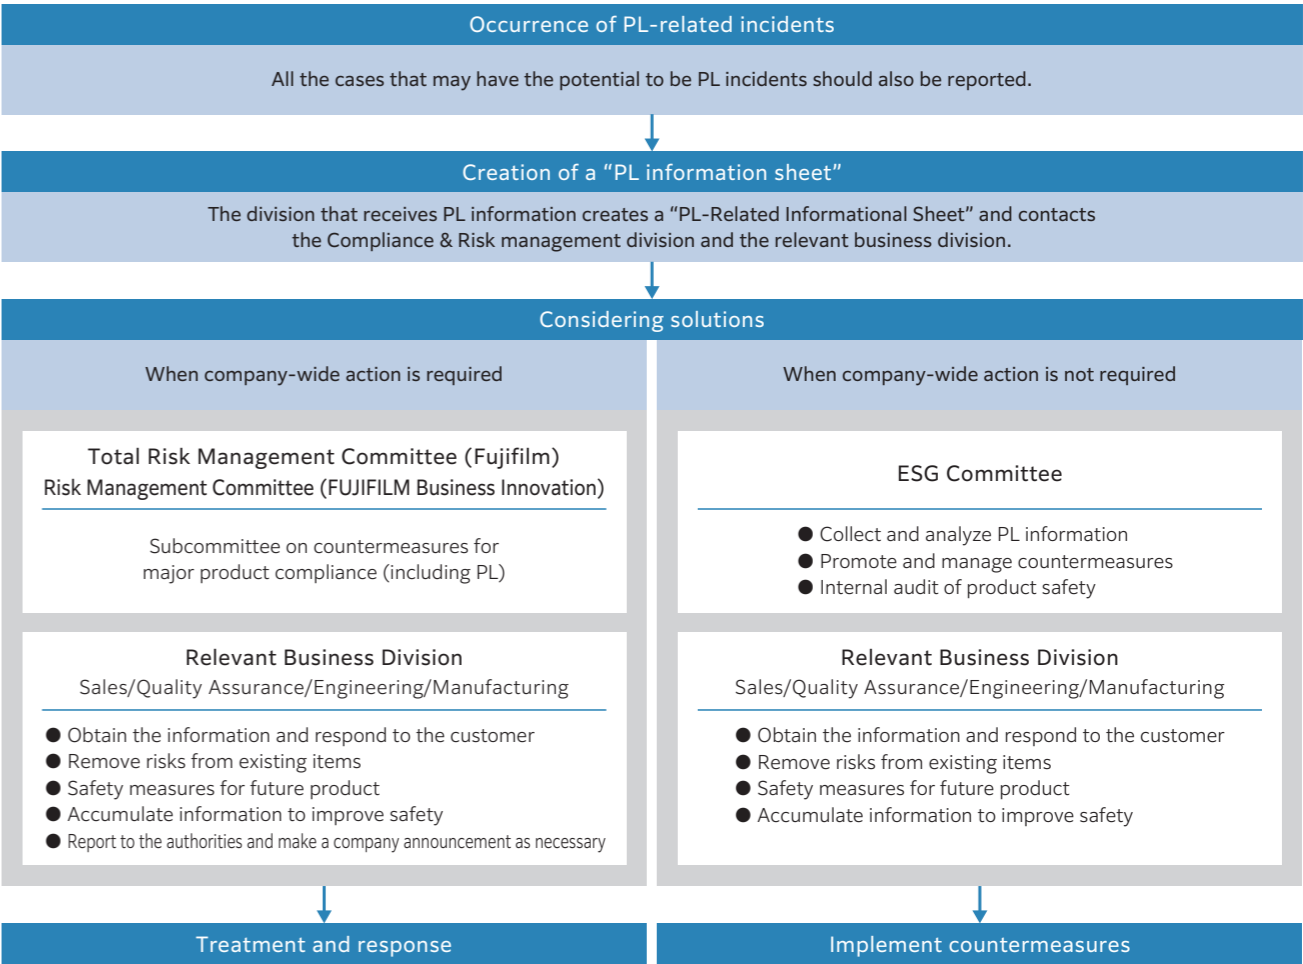 Occurrence of PL-related incidents
All the cases that may have the potential to be PL incidents should also be reported.
Creation of a “PL information sheet”
The division that receives PL information creates a “PL-Related Informational Sheet” and contacts
the Compliance & Risk management division and the relevant business division.
Considering solutions
When company-wide action is required
Total Risk Management Committee (Fujifilm)
Risk Management Committee (FUJIFILM Business Innovation)
Subcommittee on countermeasures for
major product compliance (including PL)
Relevant Business Division
Sales/Quality Assurance/Engineering/Manufacturing
● Obtain the information and respond to the customer
● Remove risks from existing items
● Safety measures for future product
● Accumulate information to improve safety
● Report to the authorities and make a company announcement as necessary
Treatment and response
When company-wide action is not required
ESG Committee
● Collect and analyze PL information
● Promote and manage countermeasures
● Internal audit of product safety
Relevant Business Division
Sales/Quality Assurance/Engineering/Manufacturing
● Obtain the information and respond to the customer
● Remove risks from existing items
● Safety measures for future product
● Accumulate information to improve safety
Implement countermeasures